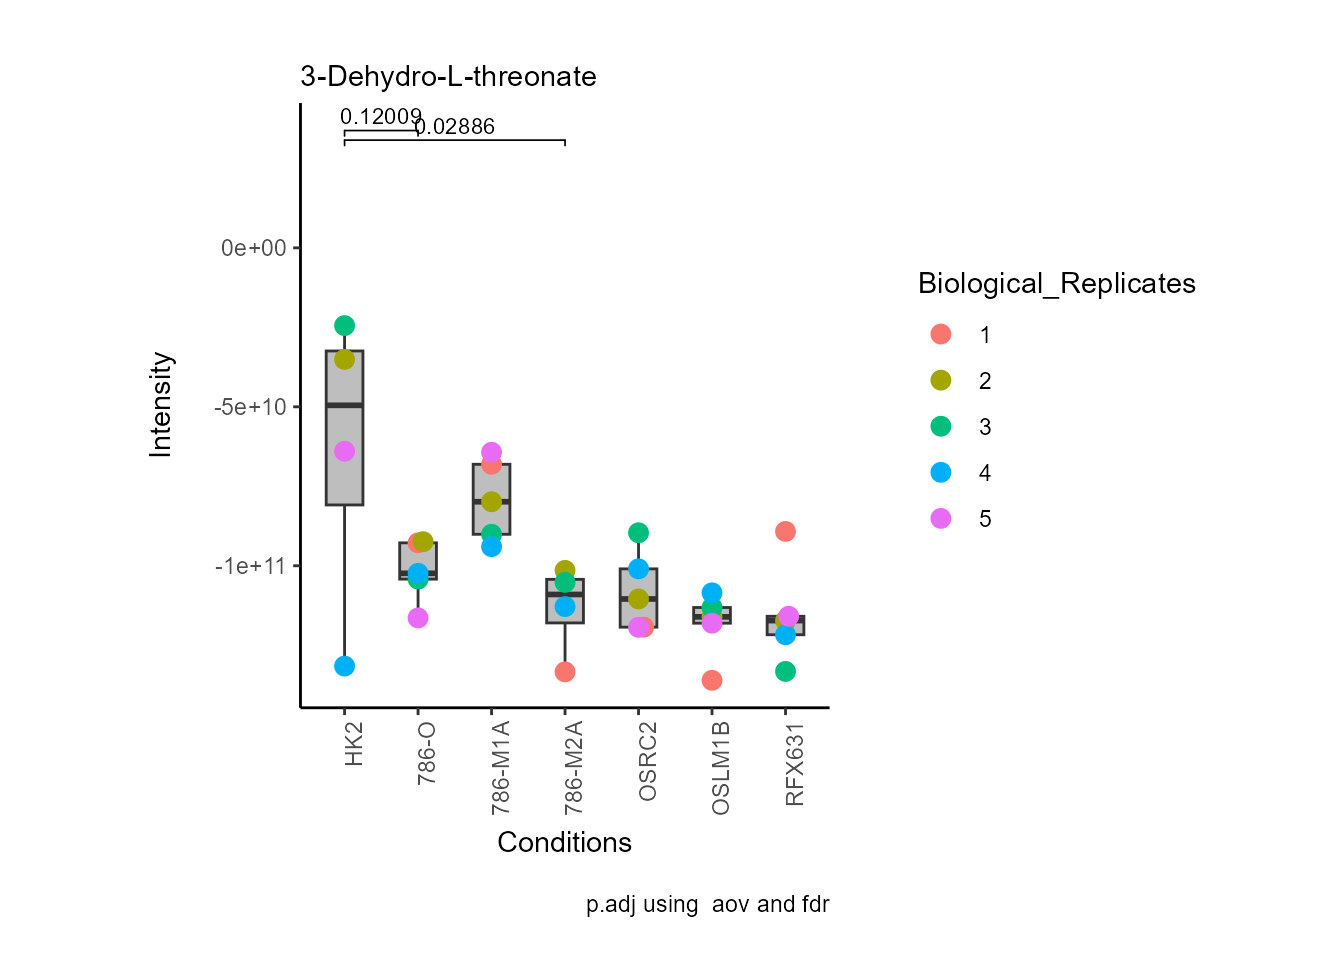 3-Dehydro-L-threonate
0.12009
0.02886
0e+00
-5e+10
-1e+11
Intensity
HK2
786-O
786-M1A
786-M2A
OSRC2
OSLM1B
RFX631
Conditions
Biological_Replicates
1
2
3
4
5
p.adj using  aov and fdr